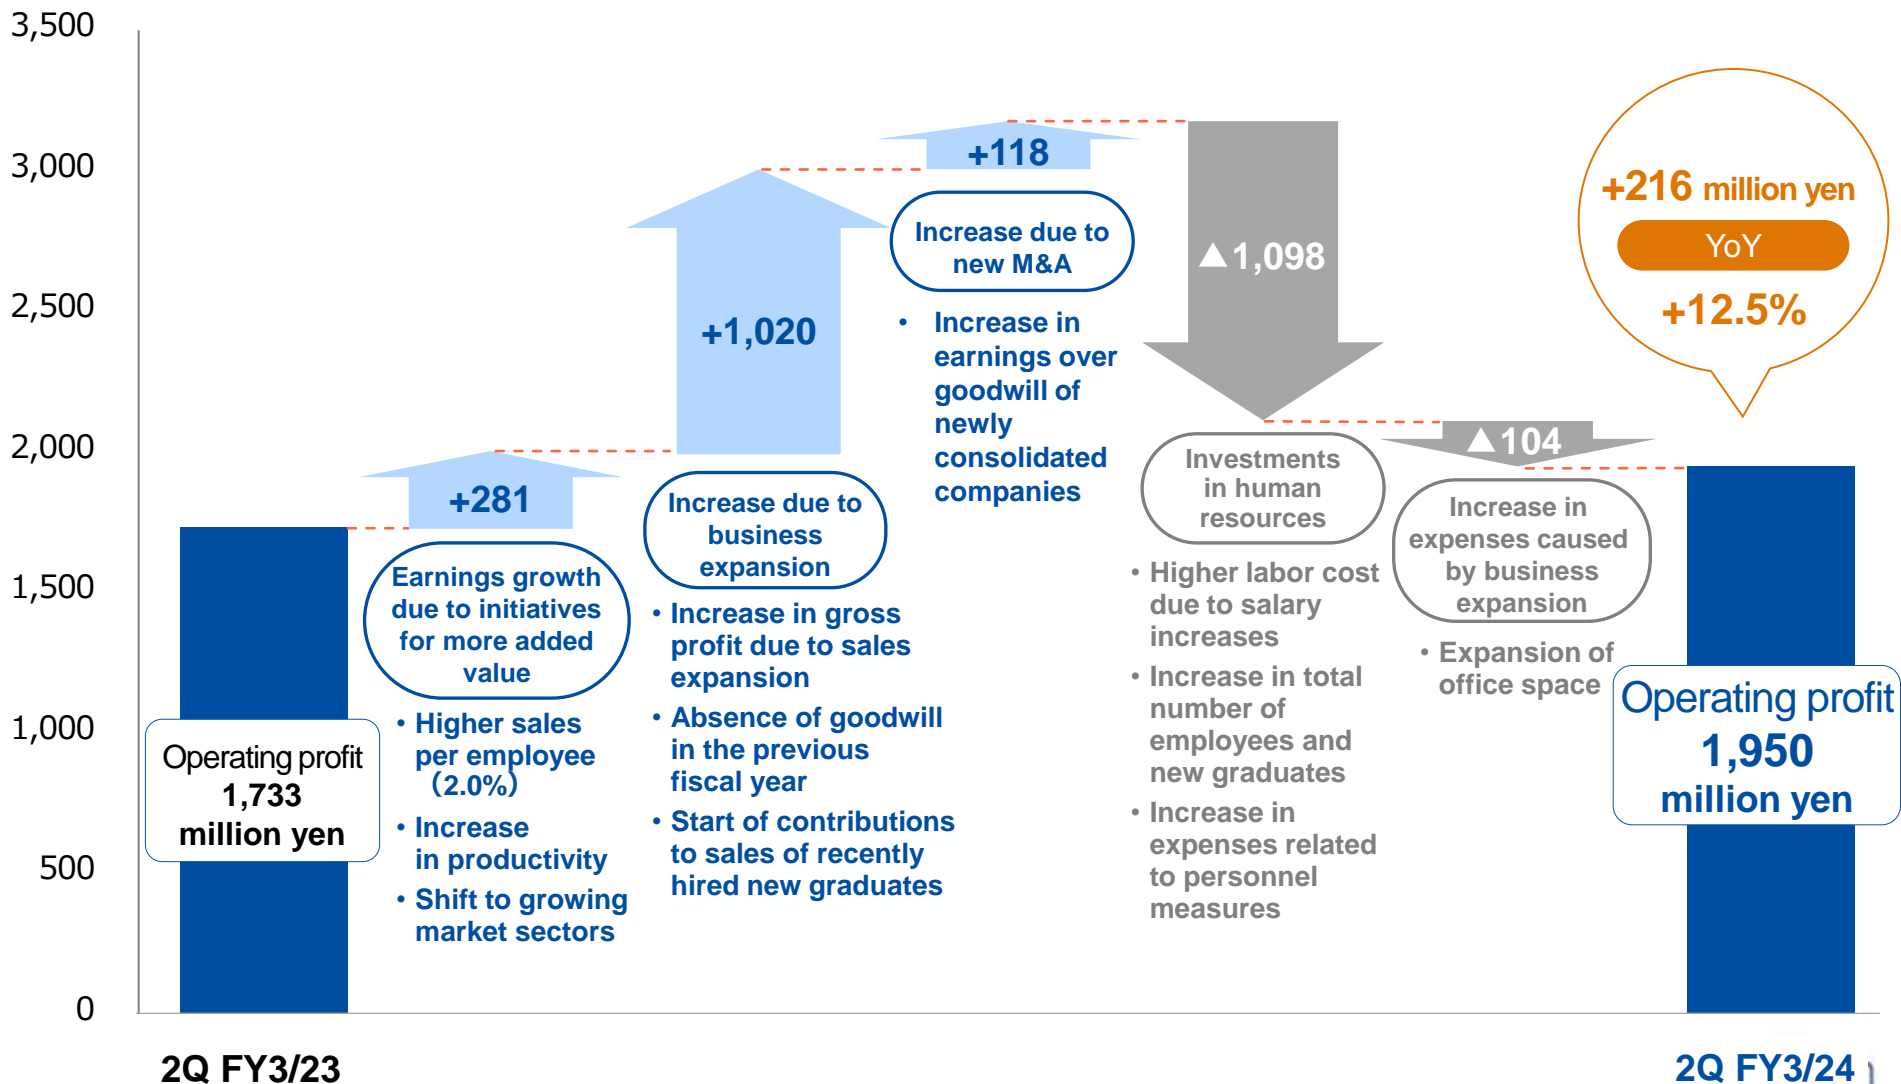 3,500
3,000
2,500
2,000
1,500
1,000
500
0
Operating profit
1,733
million yen
2Q FY3/23
+281
Earnings growth
due to initiatives
for more added
value
• Higher sales
per employee
（2.0%）
• Increase
in productivity
• Shift to growing
market sectors
+1,020
Increase due to
business
expansion
• Increase in gross
profit due to sales
expansion
• Absence of goodwill
in the previous
fiscal year
• Start of contributions
to sales of recently
hired new graduates
+118
Increase due to
new M&A
• Increase in
earnings over
goodwill of
newly
consolidated
companies
▲1,098
Investments
in human
resources
• Higher labor cost
due to salary
increases
• Increase in total
number of
employees and
new graduates
• Increase in
expenses related
to personnel
measures
▲104
Increase in
expenses caused
by business
expansion
• Expansion of
office space
+216 million yen
YoY
+12.5%
Operating profit
1,950
million yen
2Q FY3/24